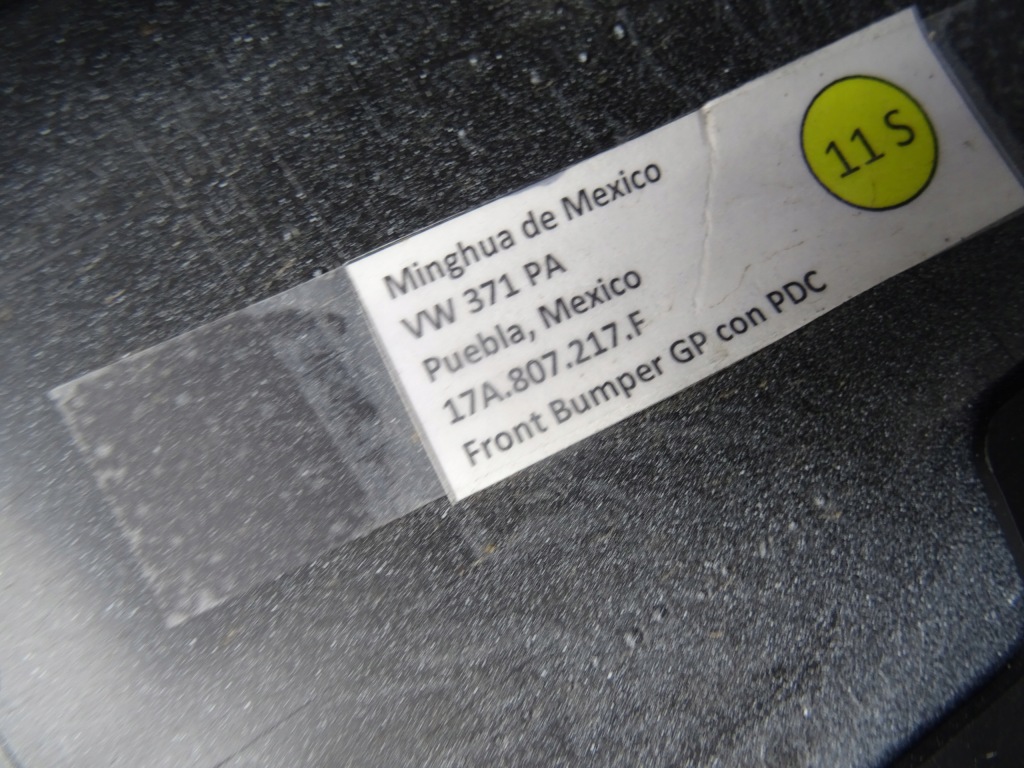 Minghua de Mexico
VW 371 PA
Puebla, Mexico
17A.807.217.F
Front Bumper GP con PDC
11 S